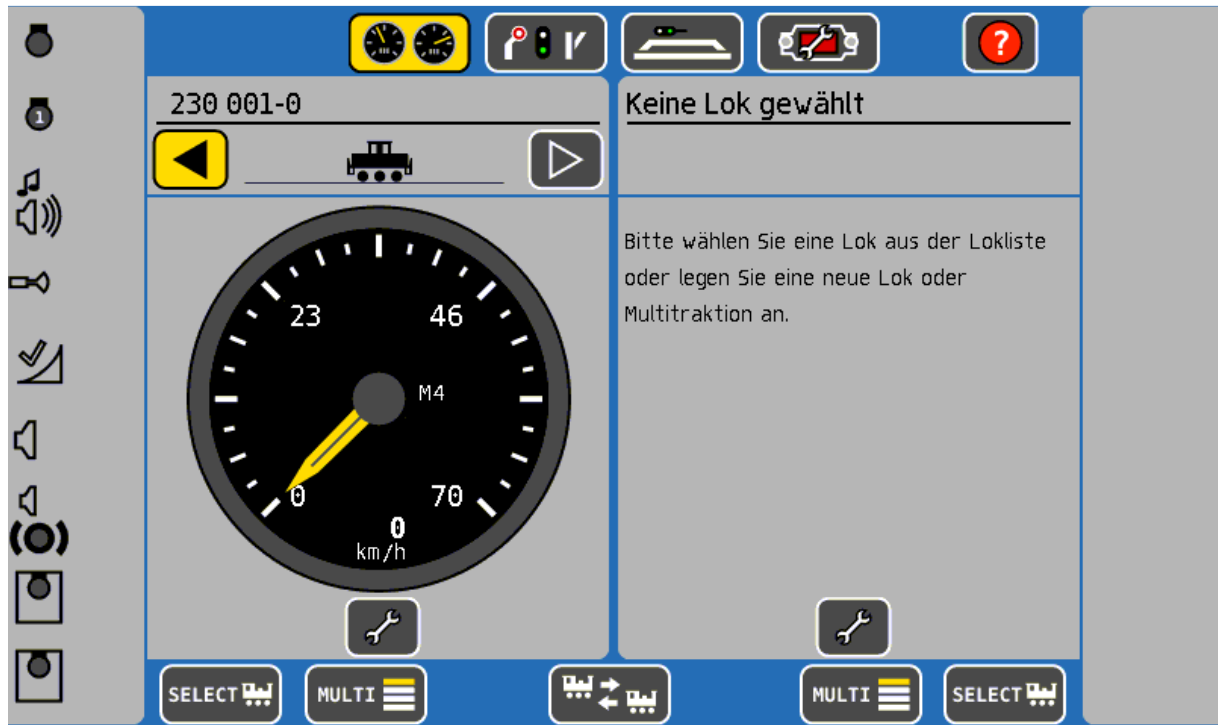 ?
230 001-0
Keine Lok gewählt
1
Bitte wählen Sie eine Lok aus der Lokliste
oder legen Sie eine neue Lok oder
Multitraktion an.
23
46
M4
0
70
0
km/h
SELECT
MULTI
MULTI
SELECT